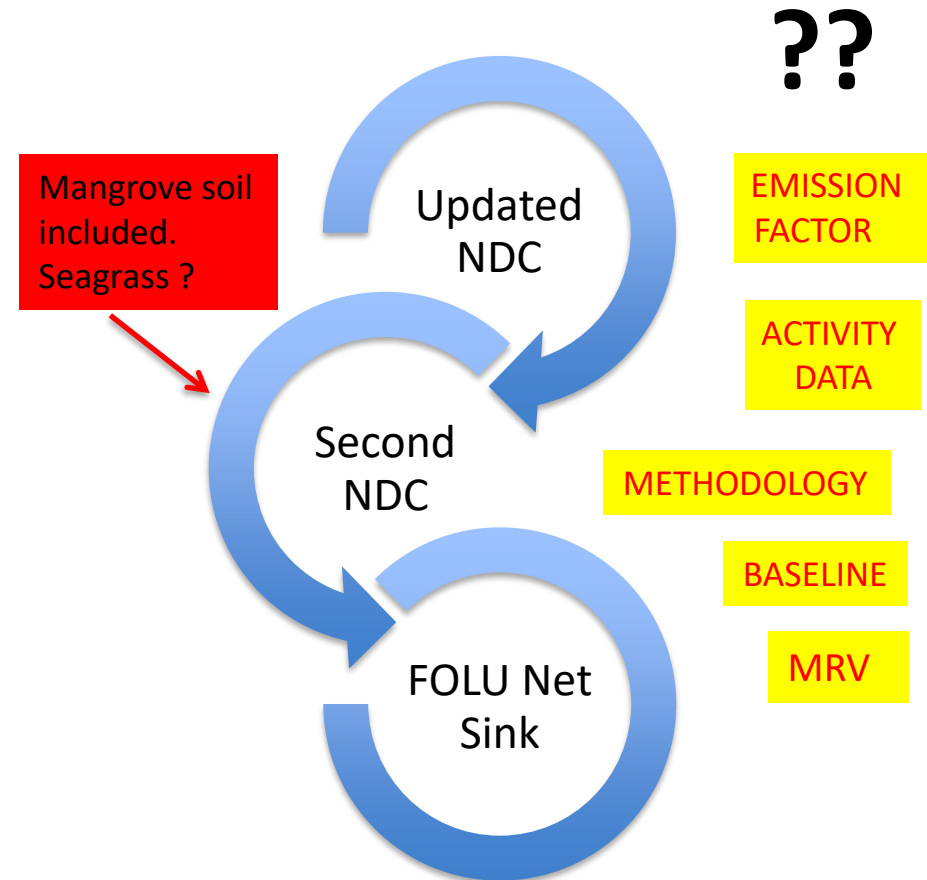 ??
Mangrove soil
included.
Seagrass ?
Updated
NDC
EMISSION
FACTOR
ACTIVITY
DATA
Second
NDC
METHODOLOGY
BASELINE
MRV
FOLU Net
Sink